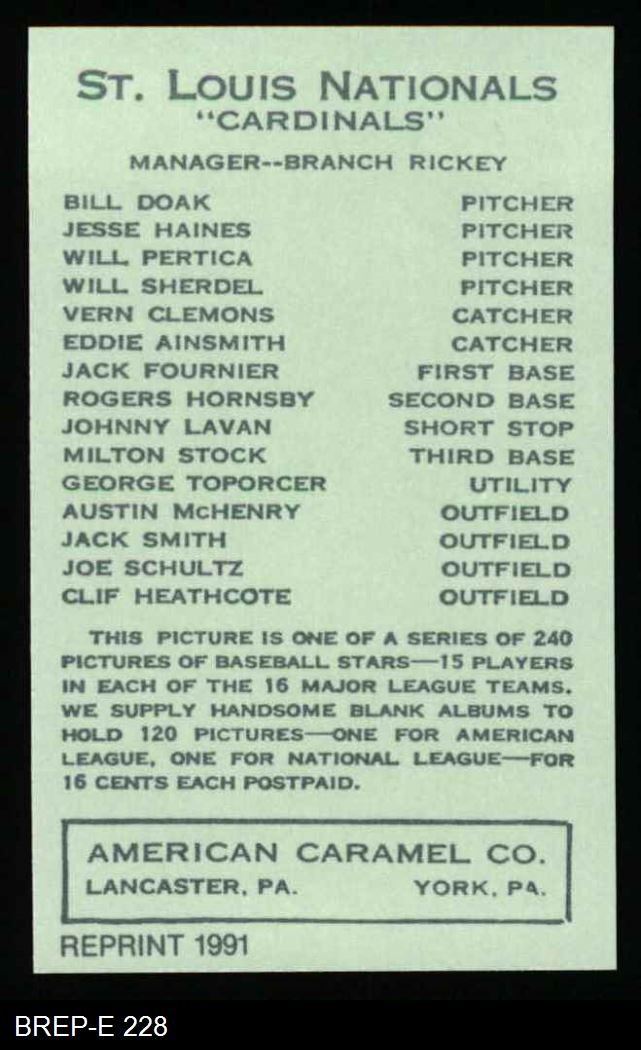 ST. LOUIS NATIONALS
"CARDINALS"
MANAGER--BRANCH RICKEY
BILL DOAK PITCHER
JESSE HAINES PITCHER
WILL PERTICA PITCHER
WILL SHERDEL PITCHER
VERN CLEMONS CATCHER
EDDIE AINSMITH CATCHER
JACK FOURNIER FIRST BASE
ROGERS HORNSBY SECOND BASE
JOHNNY LAVAN SHORT STOP
MILTON STOCK THIRD BASE
GEORGE TOPORCER UTILITY
AUSTIN McHENRY OUTFIELD
JACK SMITH OUTFIELD
JOE SCHULTZ OUTFIELD
CLIF HEATHCOTE OUTFIELD
THIS PICTURE IS ONE OF A SERIES OF 240
PICTURES OF BASEBALL STARS—15 PLAYERS
IN EACH OF THE 16 MAJOR LEAGUE TEAMS.
WE SUPPLY HANDSOME BLANK ALBUMS TO
HOLD 120 PICTURES—ONE FOR AMERICAN
LEAGUE, ONE FOR NATIONAL LEAGUE—FOR
16 CENTS EACH POSTPAID.
AMERICAN CARAMEL CO.
LANCASTER, PA. YORK, PA.
REPRINT 1991
BREP-E 228